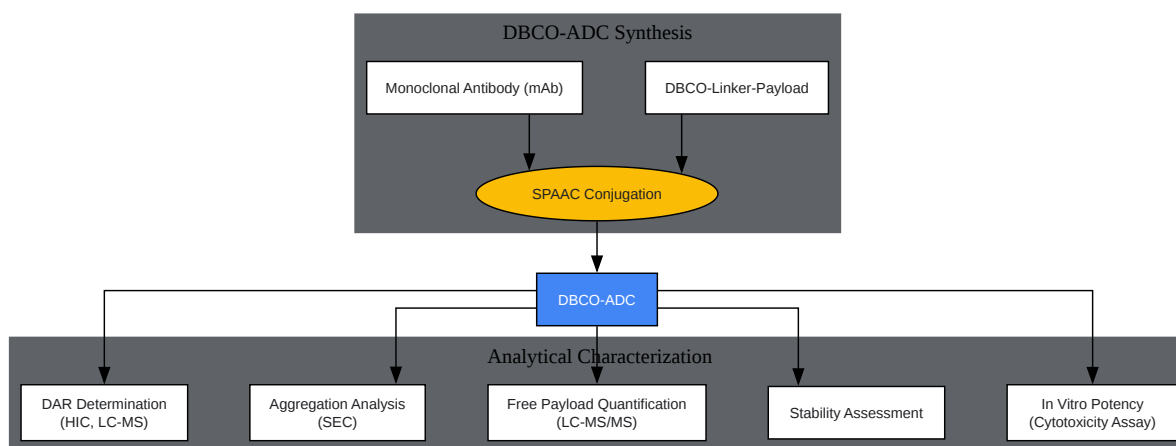 DBCO-ADC Synthesis
Monoclonal Antibody (mAb)
DBCO-Linker-Payload
SPAAC Conjugation
DBCO-ADC
Analytical Characterization
DAR Determination
(HIC, LC-MS)
Aggregation Analysis
(SEC)
Free Payload Quantification
(LC-MS/MS)
Stability Assessment
In Vitro Potency
(Cytotoxicity Assay)